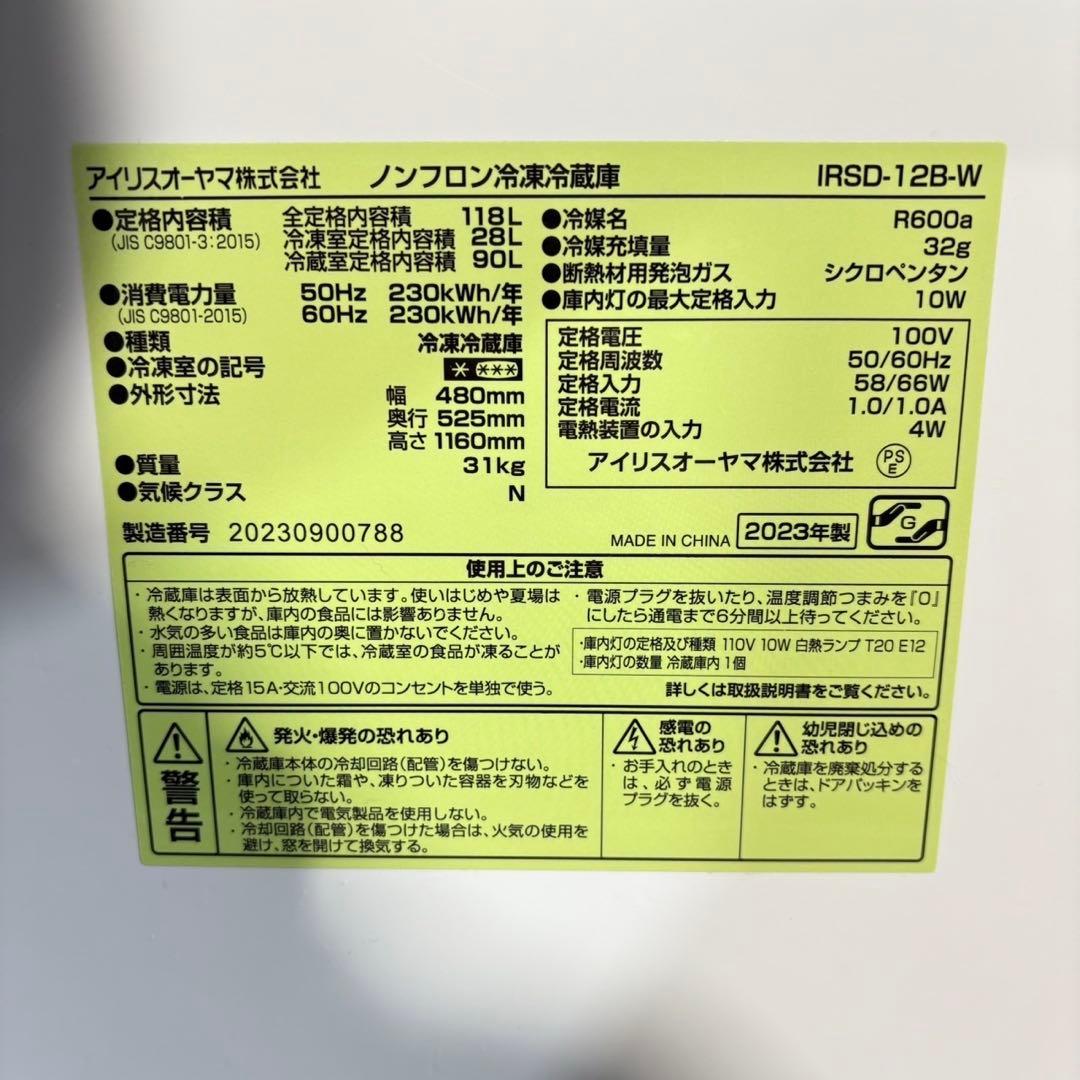 アイリスオーヤマ株式会社 ノンフロン冷凍冷蔵庫 IRSD-12B-W
●定格内容積 全定格内容積 118L
(JIS C9801-3:2015) 冷凍室定格内容積 28L
冷蔵室定格内容積 90L
●消費電力量 50Hz 230kWh/年
(JIS C9801-2015) 60Hz 230kWh/年
●種類 冷凍冷蔵庫
●冷凍室の記号 * ***
●外形寸法 幅 480mm
奥行 525mm
高さ 1160mm
●質量 31kg
●気候クラス N
●冷媒名 R600a
●冷媒充填量 32g
●断熱材用発泡ガス シクロペンタン
●庫内灯の最大定格入力 10W
定格電圧 100V
定格周波数 50/60Hz
定格入力 58/66W
定格電流 1.0/1.0A
電熱装置の入力 4W
アイリスオーヤマ株式会社 PSE
製造番号 20230900788 MADE IN CHINA 2023年製 G
使用上のご注意
・冷蔵庫は表面から放熱しています。使いはじめや夏場は
熱くなりますが、庫内の食品には影響ありません。
・水気の多い食品は庫内の奥に置かないでください。
・周囲温度が約5℃以下では、冷蔵室の食品が凍ることが
あります。
・電源は、定格15A・交流100Vのコンセントを単独で使う。
・電源プラグを抜いたり、温度調節つまみを『0』
にしたら通電まで6分間以上待ってください。
・庫内灯の定格及び種類 110V 10W 白熱ランプ T20 E12
・庫内灯の数量 冷蔵庫内 1個
詳しくは取扱説明書をご覧ください。
警告
発火・爆発の恐れあり
・冷蔵庫本体の冷却回路(配管)を傷つけない。
・庫内についた霜や、凍りついた容器を刃物などを
使って取らない。
・冷蔵庫内で電気製品を使用しない。
・冷却回路(配管)を傷つけた場合は、火気の使用を
避け、窓を開けて換気する。
感電の
恐れあり
・お手入れのとき
は、必ず電源
プラグを抜く。
幼児閉じ込めの
恐れあり
・冷蔵庫を廃棄処分する
ときは、ドアパッキンを
はずす。